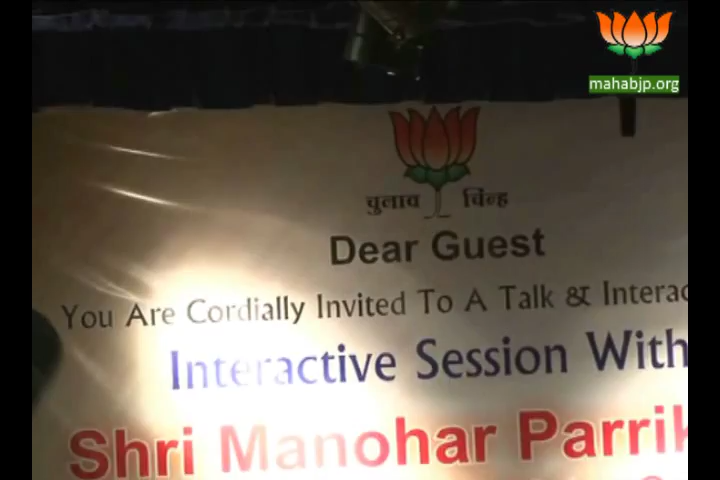 mahabjp.org
चुनाव चिन्ह
Dear Guest
You Are Cordially Invited To A Talk & Interac
Interactive Session With
Shri Manohar Parrik